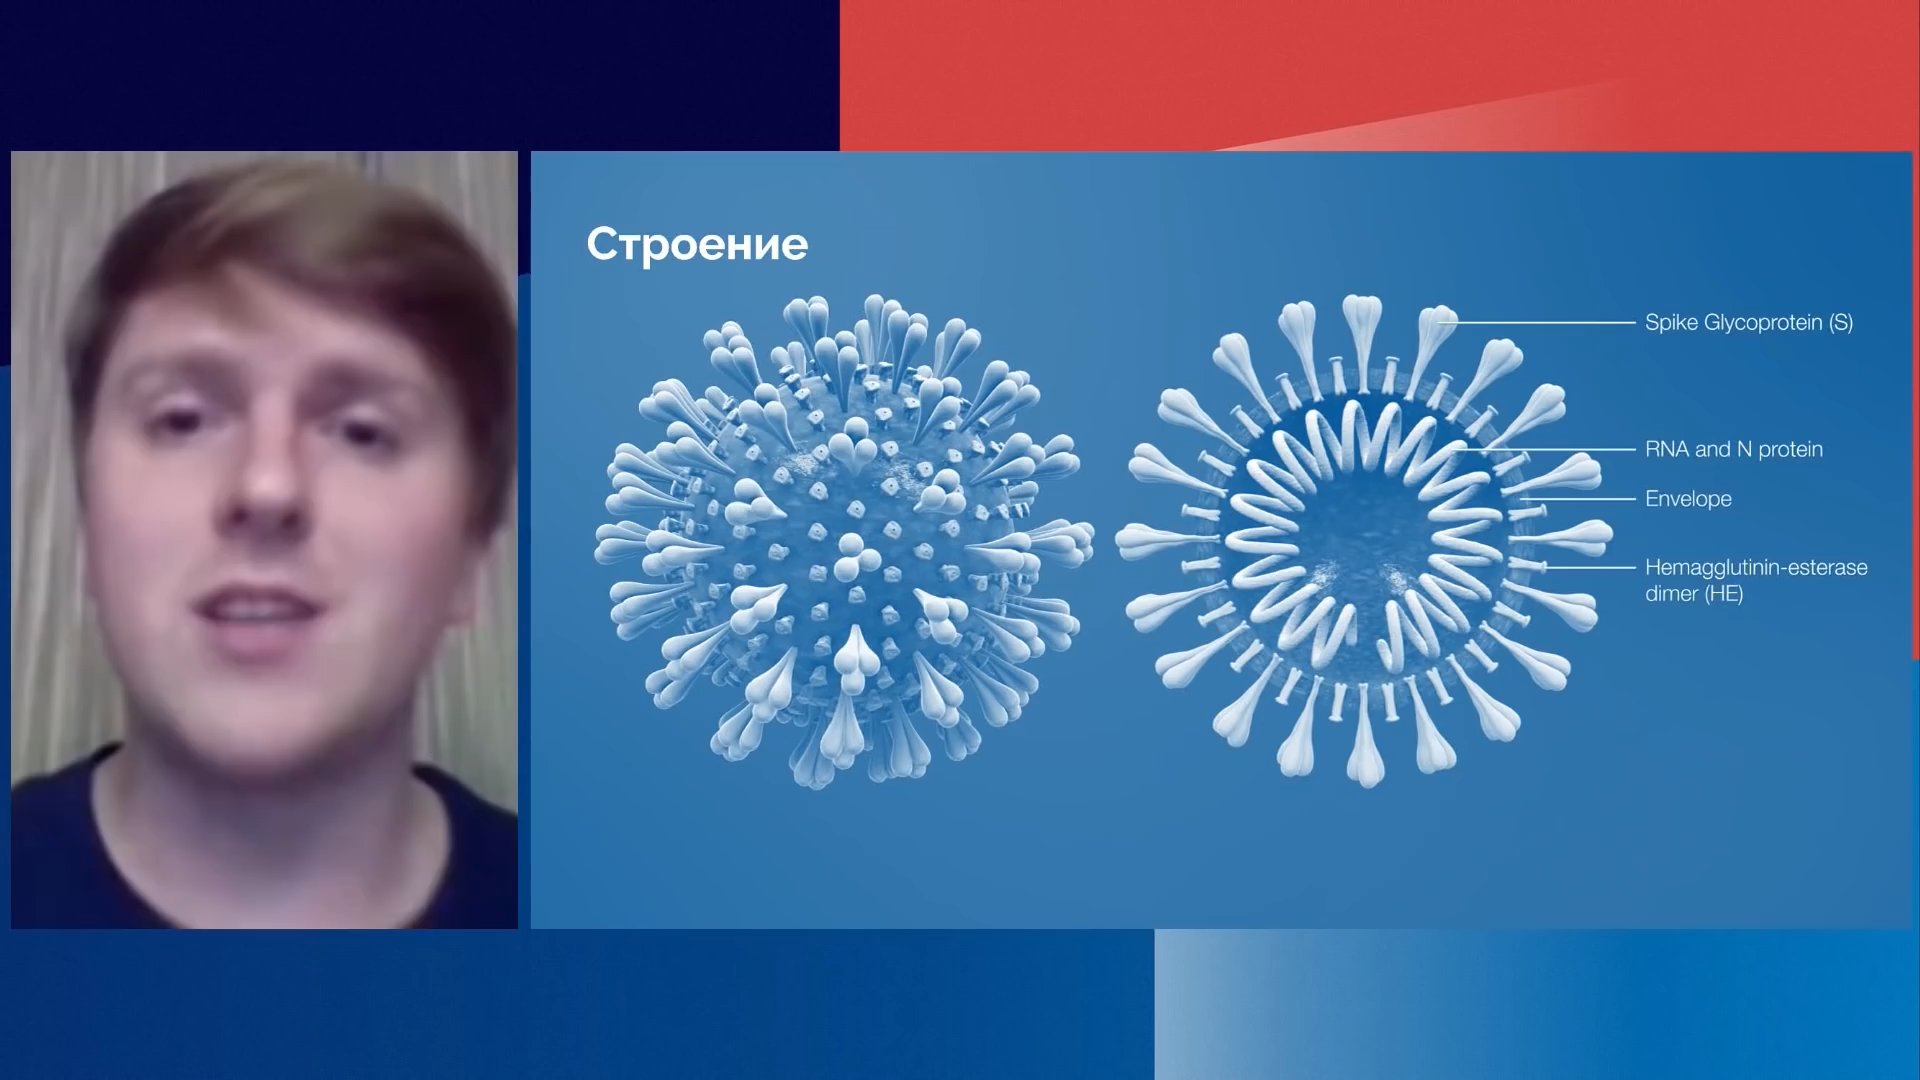 Строение
Spike Glycoprotein (S)
RNA and N protein
Envelope
Hemagglutinin-esterase
dimer (HE)